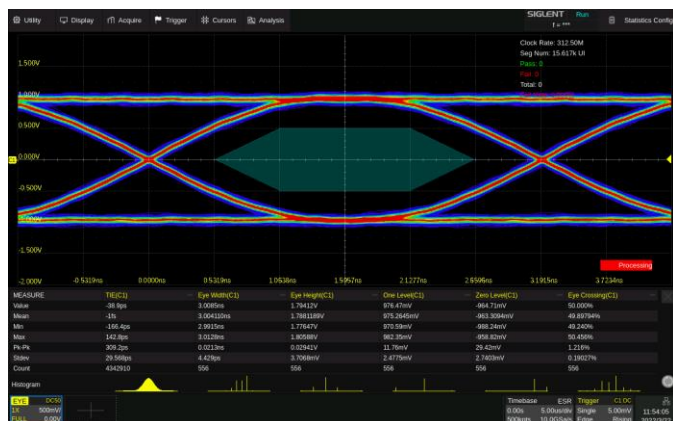 Utility Display Acquire Trigger Cursors Analysis
SIGLENT Run
f = ***
Statistics Config
Clock Rate: 312.50M
Seg Num: 15.617k UI
Pass: 0
Fail: 0
Total: 0
1.500V
1.000V
0.500V
C1 0.000V
-0.500V
-1.000V
-1.500V
-2.000V
-0.5319ns 0.0000ns 0.5319ns 1.0638ns 1.5957ns 2.1277ns 2.6596ns 3.1915ns 3.7234ns
Processing
MEASURE TIE(C1) Eye Width(C1) Eye Height(C1) One Level(C1) Zero Level(C1) Eye Crossing(C1)
Value -38.9ps 3.0085ns 1.79412V 976.47mV -964.71mV 50.000%
Mean -1fs 3.004110ns 1.7881189V 975.2645mV -963.3094mV 49.89794%
Min -166.4ps 2.9915ns 1.77647V 970.59mV -988.24mV 49.240%
Max 142.8ps 3.0128ns 1.80588V 982.35mV -958.82mV 50.456%
Pk-Pk 309.2ps 0.0213ns 0.02941V 11.76mV 29.42mV 1.216%
Stdev 29.568ps 4.429ps 3.7069mV 2.4775mV 2.7403mV 0.19027%
Count 4342910 556 556 556 556 556
Histogram
EYE DC50
1X 500mV/
FULL 0.00V
Timebase ESR
0.00s 5.00us/div
500kpts 10.0GSa/s
Trigger C1 DC
Single 5.00mV
Edge Rising
11:54:05